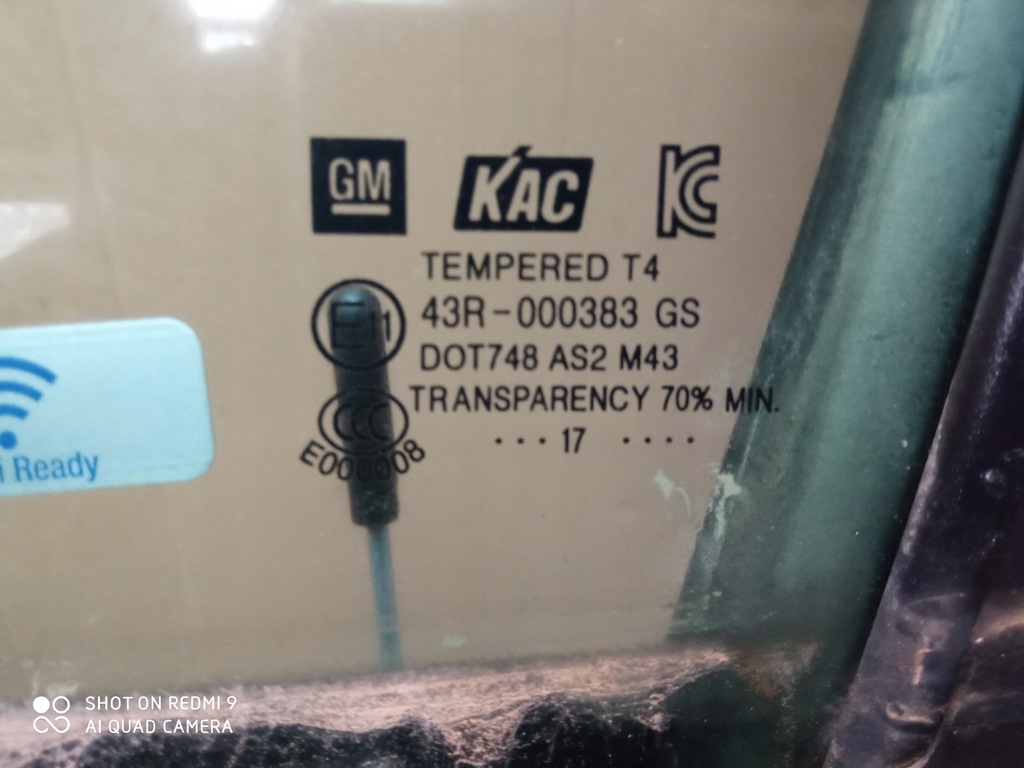 GM KAC KC
TEMPERED T4
E11 43R-000383 GS
DOT748 AS2 M43
CCC TRANSPARENCY 70% MIN.
E000008 ••• 17 ••••
i Ready
SHOT ON REDMI 9
AI QUAD CAMERA